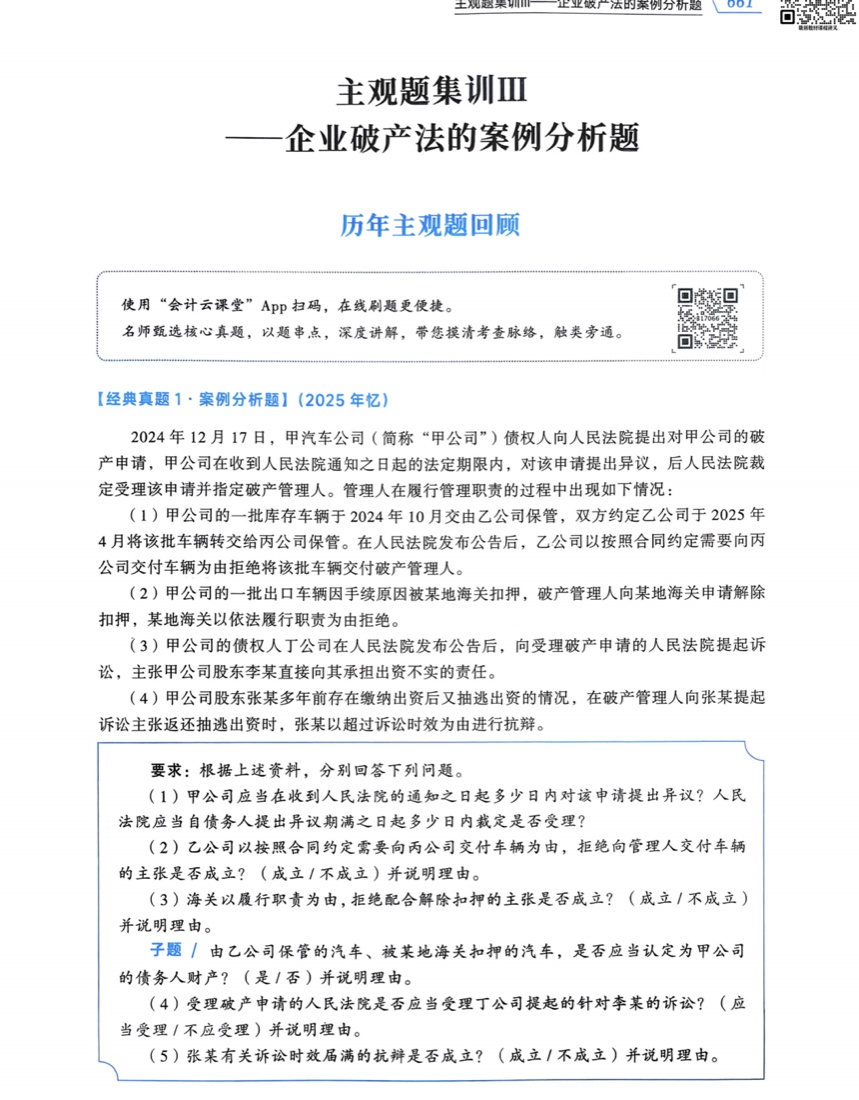 主观题集训Ⅲ——企业破产法的案例分析题 661
主观题集训Ⅲ
——企业破产法的案例分析题
历年主观题回顾
使用“会计云课堂”App 扫码，在线刷题更便捷。
名师甄选核心真题，以题串点，深度讲解，带您摸清考查脉络，触类旁通。
【经典真题 1 · 案例分析题】（2025 年忆）
2024 年 12 月 17 日，甲汽车公司（简称“甲公司”）债权人向人民法院提出对甲公司的破
产申请，甲公司在收到人民法院通知之日起的法定期限内，对该申请提出异议，后人民法院裁
定受理该申请并指定破产管理人。管理人在履行管理职责的过程中出现如下情况：
（1）甲公司的一批库存车辆于 2024 年 10 月交由乙公司保管，双方约定乙公司于 2025 年
4 月将该批车辆转交给丙公司保管。在人民法院发布公告后，乙公司以按照合同约定需要向丙
公司交付车辆为由拒绝将该批车辆交付破产管理人。
（2）甲公司的一批出口车辆因手续原因被某地海关扣押，破产管理人向某地海关申请解除
扣押，某地海关以依法履行职责为由拒绝。
（3）甲公司的债权人丁公司在人民法院发布公告后，向受理破产申请的人民法院提起诉
讼，主张甲公司股东李某直接向其承担出资不实的责任。
（4）甲公司股东张某多年前存在缴纳出资后又抽逃出资的情况，在破产管理人向张某提起
诉讼主张返还抽逃出资时，张某以超过诉讼时效为由进行抗辩。
要求：根据上述资料，分别回答下列问题。
（1）甲公司应当在收到人民法院的通知之日起多少日内对该申请提出异议？人民
法院应当自债务人提出异议期满之日起多少日内裁定是否受理？
（2）乙公司以按照合同约定需要向丙公司交付车辆为由，拒绝向管理人交付车辆
的主张是否成立？（成立 / 不成立）并说明理由。
（3）海关以履行职责为由，拒绝配合解除扣押的主张是否成立？（成立 / 不成立）
并说明理由。
子题 / 由乙公司保管的汽车、被某地海关扣押的汽车，是否应当认定为甲公司
的债务人财产？（是 / 否）并说明理由。
（4）受理破产申请的人民法院是否应当受理丁公司提起的针对李某的诉讼？（应
当受理 / 不应受理）并说明理由。
（5）张某有关诉讼时效届满的抗辩是否成立？（成立 / 不成立）并说明理由。